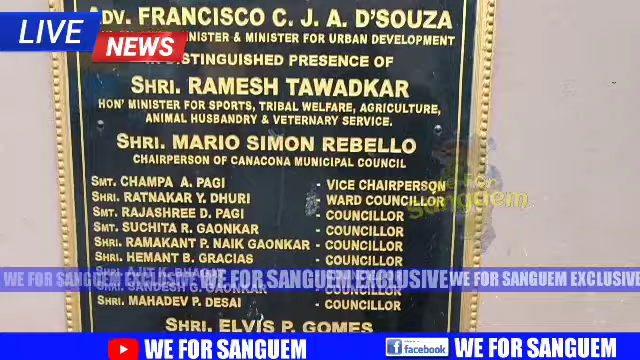 LIVE
NEWS
ADV. FRANCISCO C. J. A. D'SOUZA
MINISTER & MINISTER FOR URBAN DEVELOPMENT
IN DISTINGUISHED PRESENCE OF
SHRI. RAMESH TAWADKAR
HON' MINISTER FOR SPORTS, TRIBAL WELFARE, AGRICULTURE,
ANIMAL HUSBANDRY & VETERINARY SERVICE.
SHRI. MARIO SIMON REBELLO
CHAIRPERSON OF CANACONA MUNICIPAL COUNCIL
SMT. CHAMPA A. PAGI - VICE CHAIRPERSON
SHRI. RATNAKAR Y. DHURI - WARD COUNCILLOR
SMT. RAJASHREE D. PAGI - COUNCILLOR
SMT. SUCHITA R. GAONKAR - COUNCILLOR
SHRI. RAMAKANT P. NAIK GAONKAR - COUNCILLOR
SHRI. HEMANT B. GRACIAS - COUNCILLOR
SHRI. AJIT K. - COUNCILLOR
SHRI. SANDESH G. GAONKAR - COUNCILLOR
SHRI. MAHADEV P. DESAI - COUNCILLOR
SHRI. ELVIS P. GOMES
we For
sanguem
WE FOR SANGUEM EXCLUSIVE WE FOR SANGUEM EXCLUSIVE WE FOR SANGUEM EXCLUSIVE
WE FOR SANGUEM facebook WE FOR SANGUEM